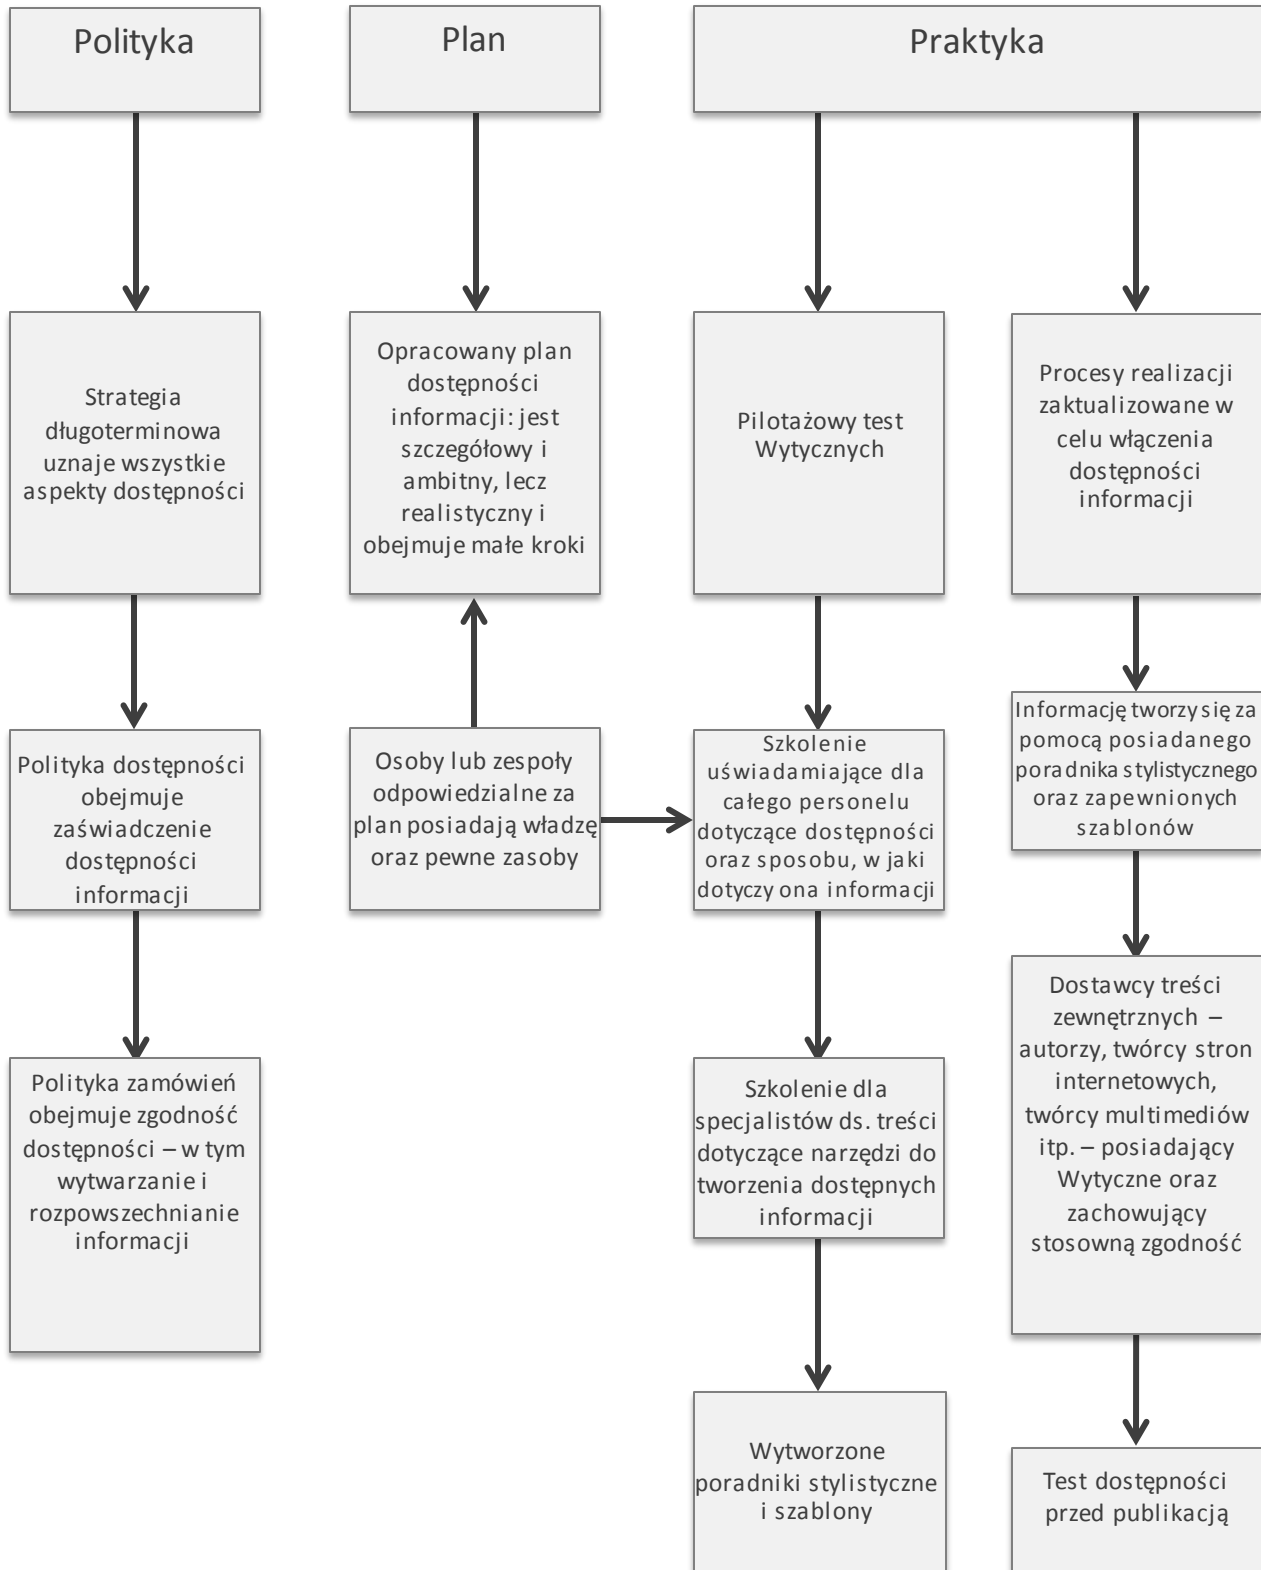 Polityka
Plan
Praktyka
Strategia
długoterminowa
uznaje wszystkie
aspekty dostępności
Opracowany plan
dostępności
informacji: jest
szczegółowy i
ambitny, lecz
realistyczny i
obejmuje małe kroki
Pilotażowy test
Wytycznych
Procesy realizacji
zaktualizowane w
celu włączenia
dostępności
informacji
Polityka dostępności
obejmuje
zaświadczenie
dostępności
informacji
Osoby lub zespoły
odpowiedzialne za
plan posiadają władzę
oraz pewne zasoby
Szkolenie
uświadamiające dla
całego personelu
dotyczące dostępności
oraz sposobu, w jaki
dotyczy ona informacji
Informację tworzy się za
pomocą posiadanego
poradnika stylistycznego
oraz zapewnionych
szablonów
Polityka zamówień
obejmuje zgodność
dostępności – w tym
wytwarzanie i
rozpowszechnianie
informacji
Szkolenie dla
specjalistów ds. treści
dotyczące narzędzi do
tworzenia dostępnych
informacji
Dostawcy treści
zewnętrznych –
autorzy, twórcy stron
internetowych,
twórcy multimediów
itp. – posiadający
Wytyczne oraz
zachowujący
stosowną zgodność
Wytworzone
poradniki stylistyczne
i szablony
Test dostępności
przed publikacją